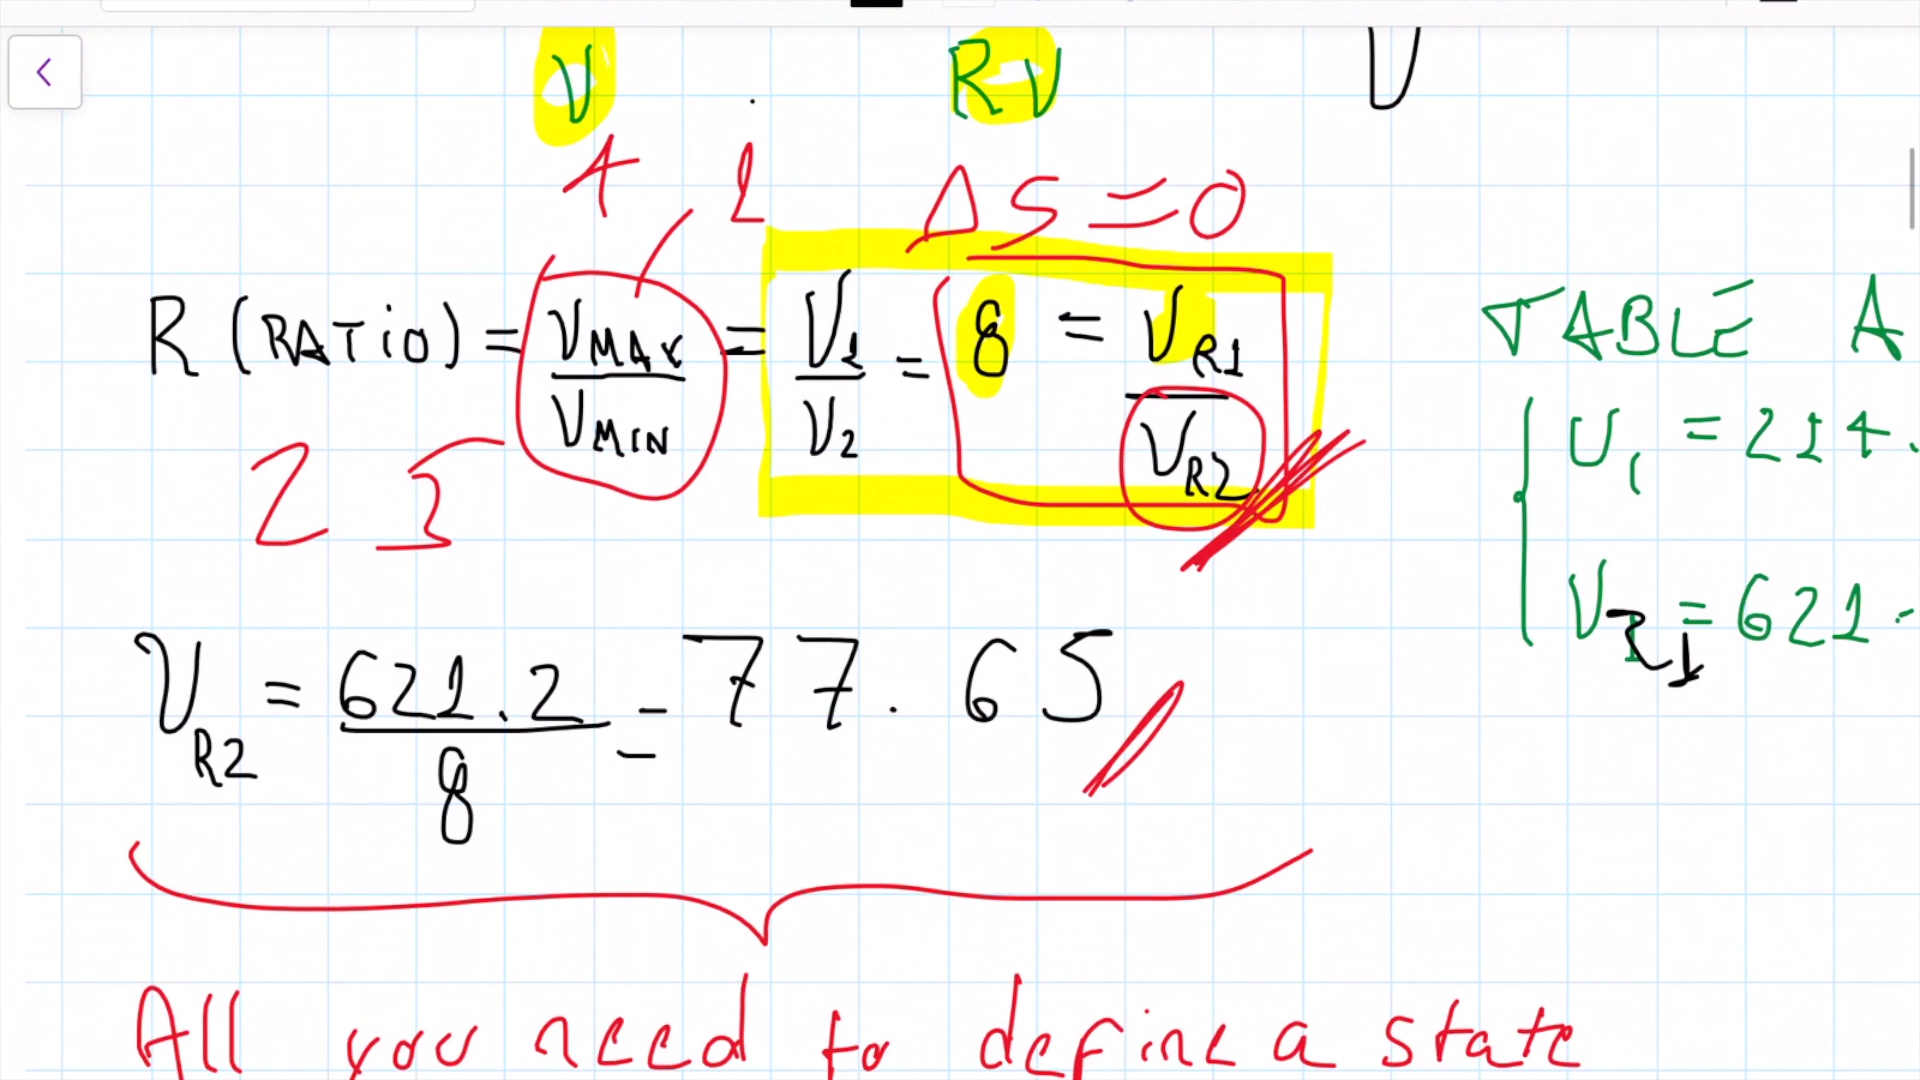 V RV V
4, 1 ΔS = 0
R (RATIO) = VMAX/VMIN = V1/V2 = 8 = VR1/VR2
2 3
TABLE A
U1 = 214.
VR1 = 621.
VR2 = 621.2/8 = 77.65
All you need to define a state